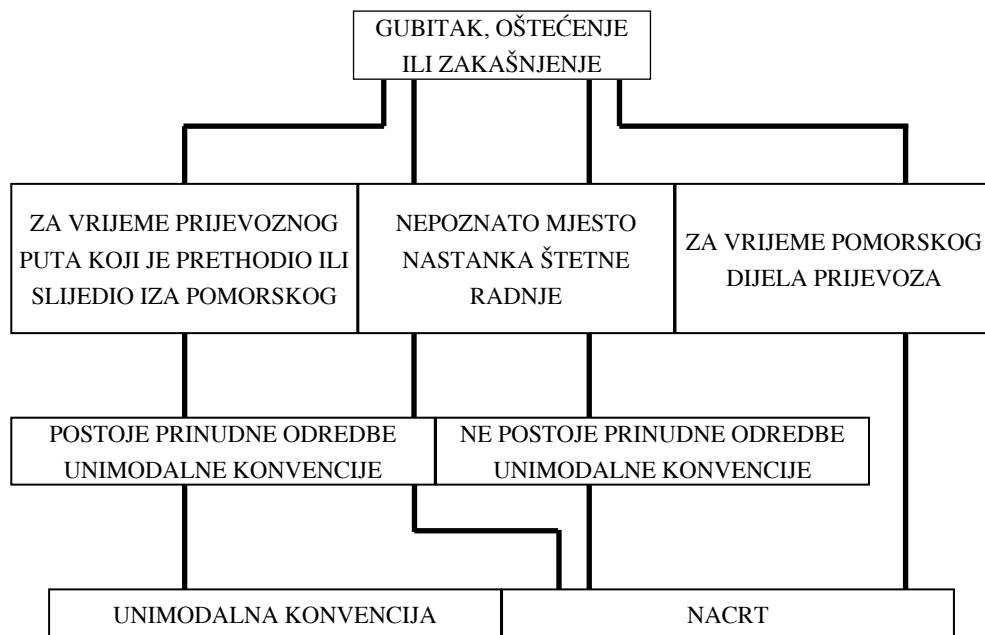 GUBITAK, OŠTEĆENJE
ILI ZAKAŠNJENJE
ZA VRIJEME PRIJEVOZNOG
PUTA KOJI JE PRETHODIO ILI
SLIJEDIO IZA POMORSKOG
NEPOZNATO MJESTO
NASTANKA ŠTETNE
RADNJE
ZA VRIJEME POMORSKOG
DIJELA PRIJEVOZA
POSTOJE PRINUDNE ODREDBE
UNIMODALNE KONVENCIJE
NE POSTOJE PRINUDNE ODREDBE
UNIMODALNE KONVENCIJE
UNIMODALNA KONVENCIJA
NACRT